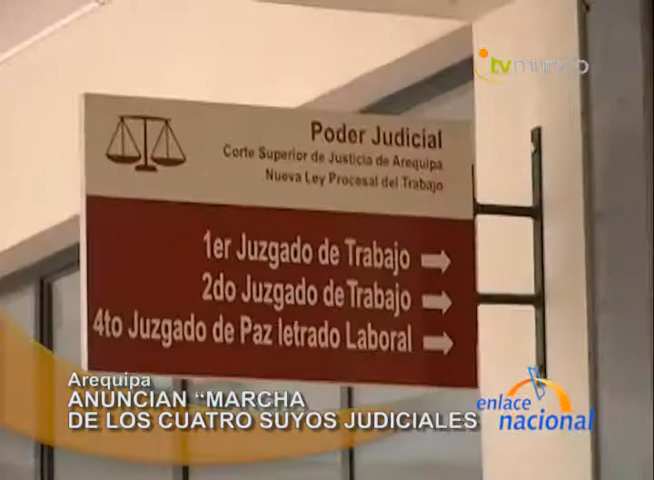 tvmundo
Poder Judicial
Corte Superior de Justicia de Arequipa
Nueva Ley Procesal del Trabajo
1er Juzgado de Trabajo
2do Juzgado de Trabajo
4to Juzgado de Paz letrado Laboral
Arequipa
ANUNCIAN “MARCHA
DE LOS CUATRO SUYOS JUDICIALES
enlace
nacional